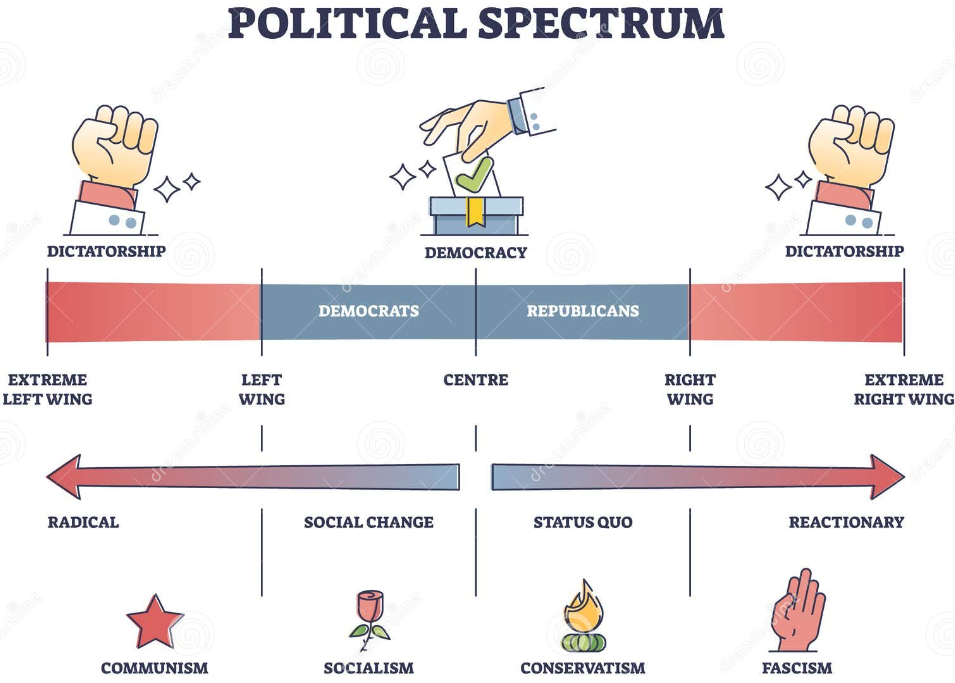 POLITICAL SPECTRUM
DICTATORSHIP
DEMOCRACY
DICTATORSHIP
DEMOCRATS
REPUBLICANS
EXTREME
LEFT WING
LEFT
WING
CENTRE
RIGHT
WING
EXTREME
RIGHT WING
RADICAL
SOCIAL CHANGE
STATUS QUO
REACTIONARY
COMMUNISM
SOCIALISM
CONSERVATISM
FASCISM